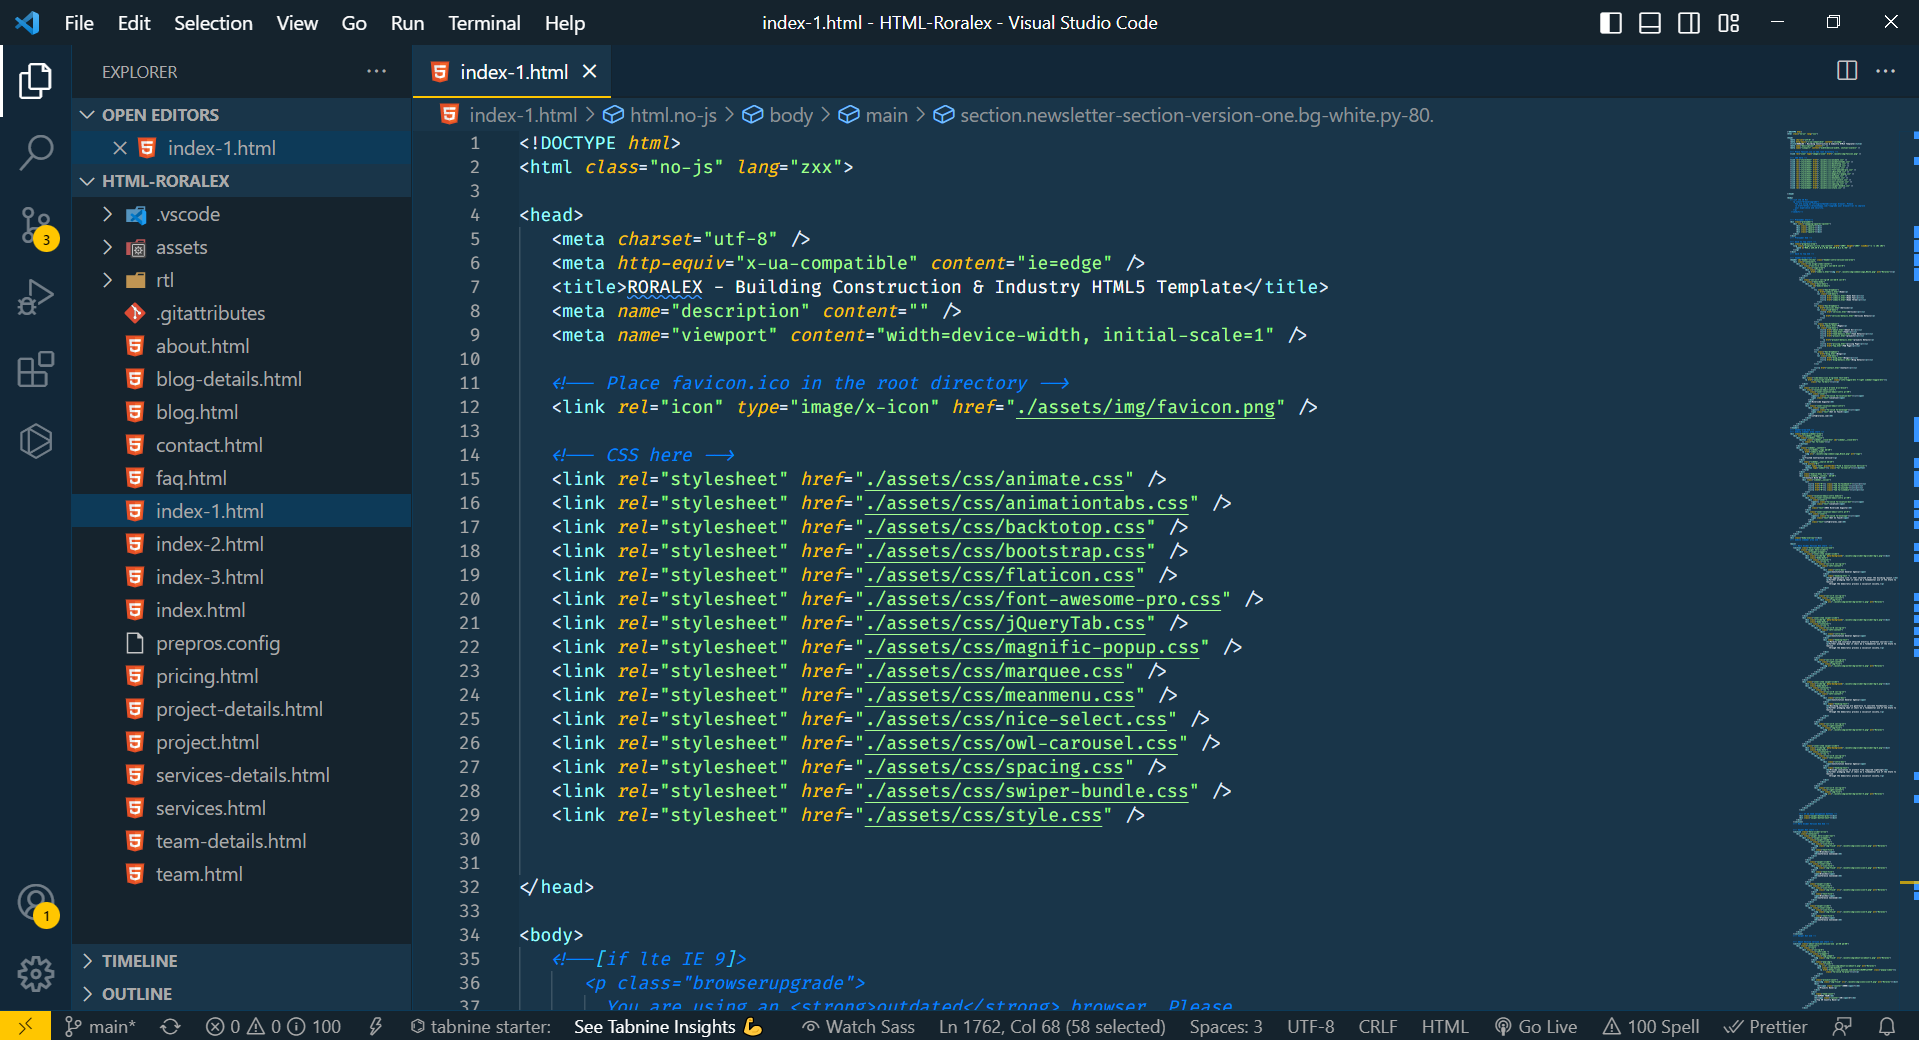 File Edit Selection View Go Run Terminal Help
index-1.html - HTML-Roralex - Visual Studio Code
EXPLORER
OPEN EDITORS
index-1.html
HTML-RORALEX
.vscode
assets
rtl
.gitattributes
about.html
blog-details.html
blog.html
contact.html
faq.html
index-1.html
index-2.html
index-3.html
index.html
prepros.config
pricing.html
project-details.html
project.html
services-details.html
services.html
team-details.html
team.html
TIMELINE
OUTLINE
3
1
index-1.html
index-1.html > html.no-js > body > main > section.newsletter-section-version-one.bg-white.py-80.
1 <!DOCTYPE html>
2 <html class="no-js" lang="zxx">
3
4 <head>
5 <meta charset="utf-8" />
6 <meta http-equiv="x-ua-compatible" content="ie=edge" />
7 <title>RORALEX - Building Construction & Industry HTML5 Template</title>
8 <meta name="description" content="" />
9 <meta name="viewport" content="width=device-width, initial-scale=1" />
10
11 <!-- Place favicon.ico in the root directory -->
12 <link rel="icon" type="image/x-icon" href="./assets/img/favicon.png" />
13
14 <!-- CSS here -->
15 <link rel="stylesheet" href="./assets/css/animate.css" />
16 <link rel="stylesheet" href="./assets/css/animationtabs.css" />
17 <link rel="stylesheet" href="./assets/css/backtotop.css" />
18 <link rel="stylesheet" href="./assets/css/bootstrap.css" />
19 <link rel="stylesheet" href="./assets/css/flaticon.css" />
20 <link rel="stylesheet" href="./assets/css/font-awesome-pro.css" />
21 <link rel="stylesheet" href="./assets/css/jQueryTab.css" />
22 <link rel="stylesheet" href="./assets/css/magnific-popup.css" />
23 <link rel="stylesheet" href="./assets/css/marquee.css" />
24 <link rel="stylesheet" href="./assets/css/meanmenu.css" />
25 <link rel="stylesheet" href="./assets/css/nice-select.css" />
26 <link rel="stylesheet" href="./assets/css/owl-carousel.css" />
27 <link rel="stylesheet" href="./assets/css/spacing.css" />
28 <link rel="stylesheet" href="./assets/css/swiper-bundle.css" />
29 <link rel="stylesheet" href="./assets/css/style.css" />
30
31
32 </head>
33
34 <body>
35 <!--[if lte IE 9]>
36 <p class="browserupgrade">
37 You are using an <strong>outdated</strong> browser. Please
main* 0 0 100 tabnine starter: See Tabnine Insights 💪 Watch Sass Ln 1762, Col 68 (58 selected) Spaces: 3 UTF-8 CRLF HTML Go Live 100 Spell Prettier